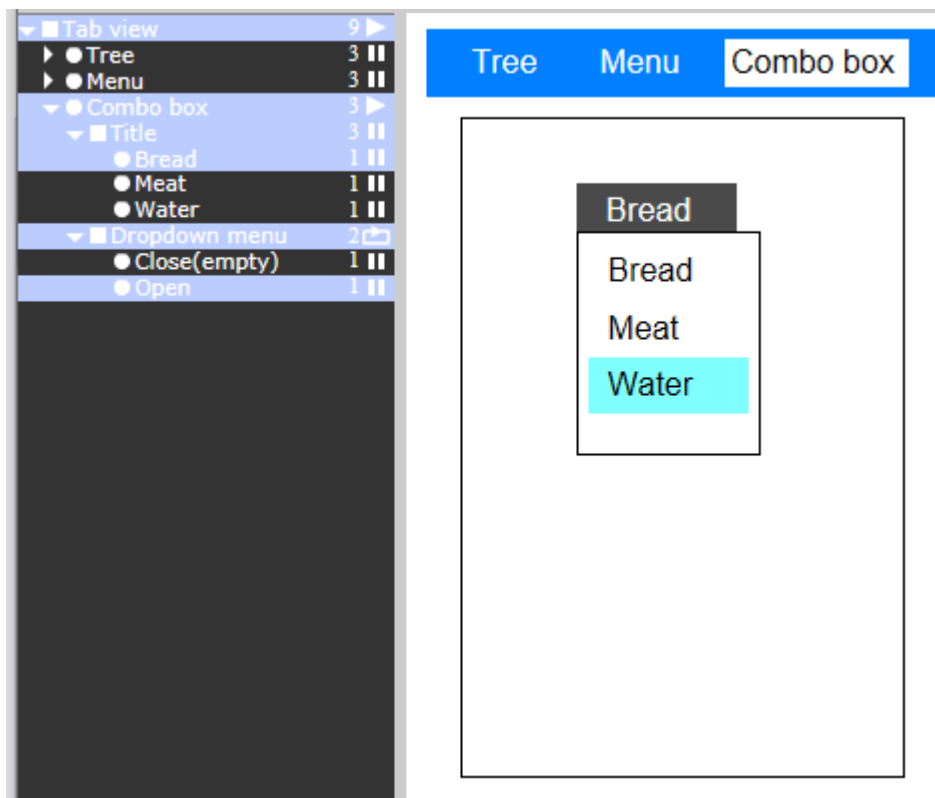 Tab view 9
Tree 3
Menu 3
Combo box 3
Title 3
Bread 1
Meat 1
Water 1
Dropdown menu 2
Close(empty) 1
Open 1
Tree Menu Combo box
Bread
Bread
Meat
Water